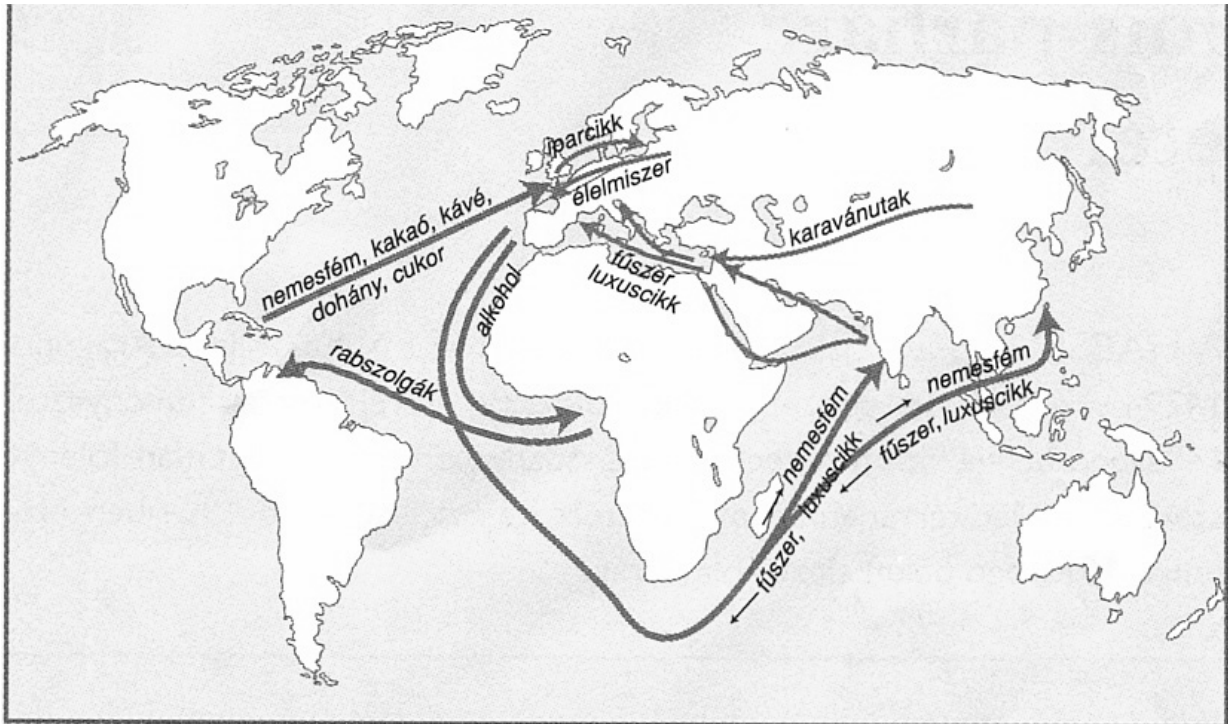 iparcikk
élelmiszer
nemesfém, kakaó, kávé,
dohány, cukor
karavánutak
fűszer
luxuscikk
alkohol
rabszolgák
nemesfém
fűszer, luxuscikk
nemesfém
fűszer, luxuscikk